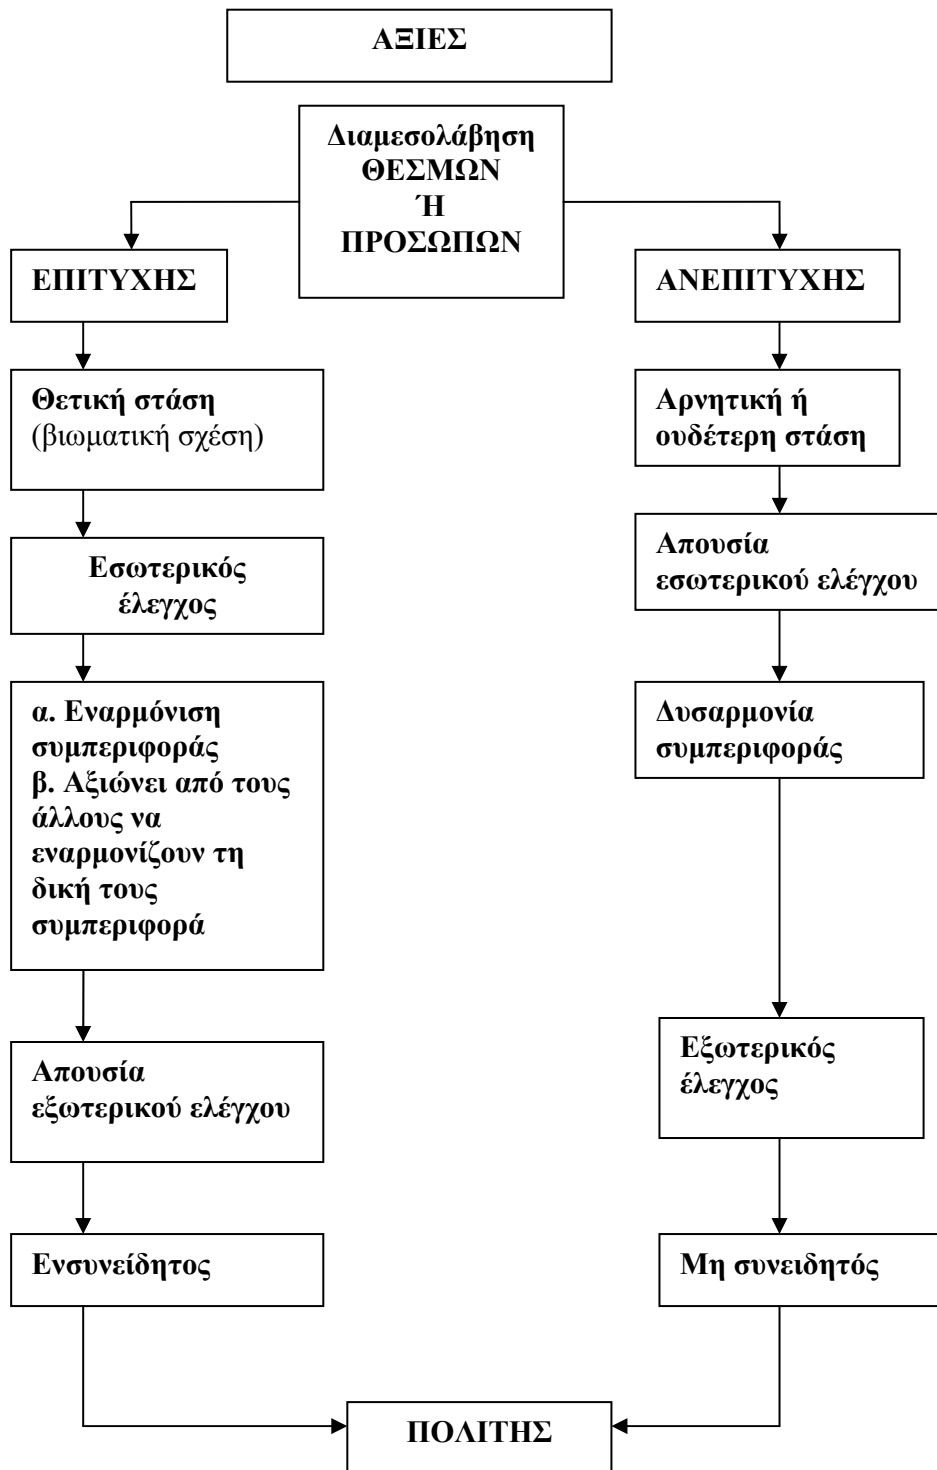 ΑΞΙΕΣ
Διαμεσολάβηση
ΘΕΣΜΩΝ
Ή
ΠΡΟΣΩΠΩΝ
ΕΠΙΤΥΧΗΣ
ΑΝΕΠΙΤΥΧΗΣ
Θετική στάση
(βιωματική σχέση)
Αρνητική ή
ουδέτερη στάση
Εσωτερικός
έλεγχος
Απουσία
εσωτερικού ελέγχου
α. Εναρμόνιση
συμπεριφοράς
β. Αξιώνει από τους
άλλους να
εναρμονίζουν τη
δική τους
συμπεριφορά
Δυσαρμονία
συμπεριφοράς
Απουσία
εξωτερικού ελέγχου
Εξωτερικός
έλεγχος
Ενσυνείδητος
Μη συνειδητός
ΠΟΛΙΤΗΣ